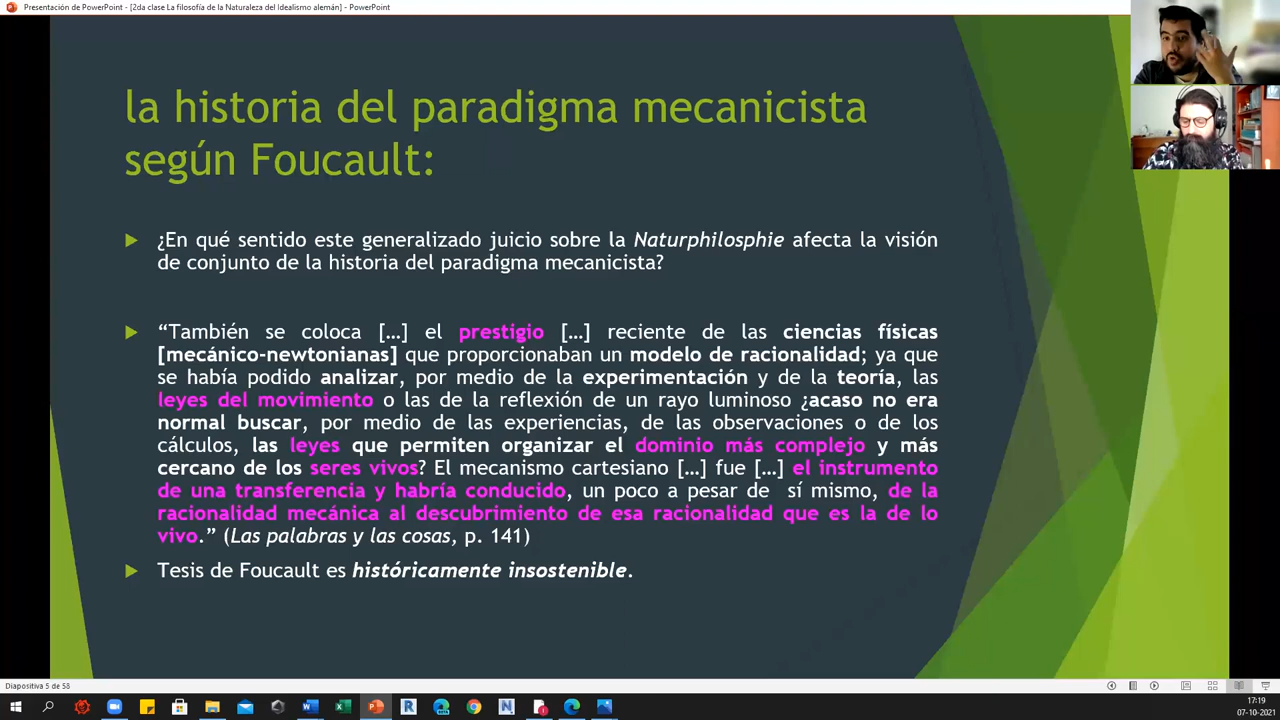 Presentación de PowerPoint - [2da clase La filosofía de la Naturaleza del Idealismo alemán] - PowerPoint
la historia del paradigma mecanicista
según Foucault:
¿En qué sentido este generalizado juicio sobre la Naturphilosphie afecta la visión
de conjunto de la historia del paradigma mecanicista?
“También se coloca […] el prestigio […] reciente de las ciencias físicas
[mecánico-newtonianas] que proporcionaban un modelo de racionalidad; ya que
se había podido analizar, por medio de la experimentación y de la teoría, las
leyes del movimiento o las de la reflexión de un rayo luminoso ¿acaso no era
normal buscar, por medio de las experiencias, de las observaciones o de los
cálculos, las leyes que permiten organizar el dominio más complejo y más
cercano de los seres vivos? El mecanismo cartesiano […] fue […] el instrumento
de una transferencia y habría conducido, un poco a pesar de sí mismo, de la
racionalidad mecánica al descubrimiento de esa racionalidad que es la de lo
vivo.” (Las palabras y las cosas, p. 141)
Tesis de Foucault es históricamente insostenible.
Diapositiva 5 de 58
17:19
07-10-2021